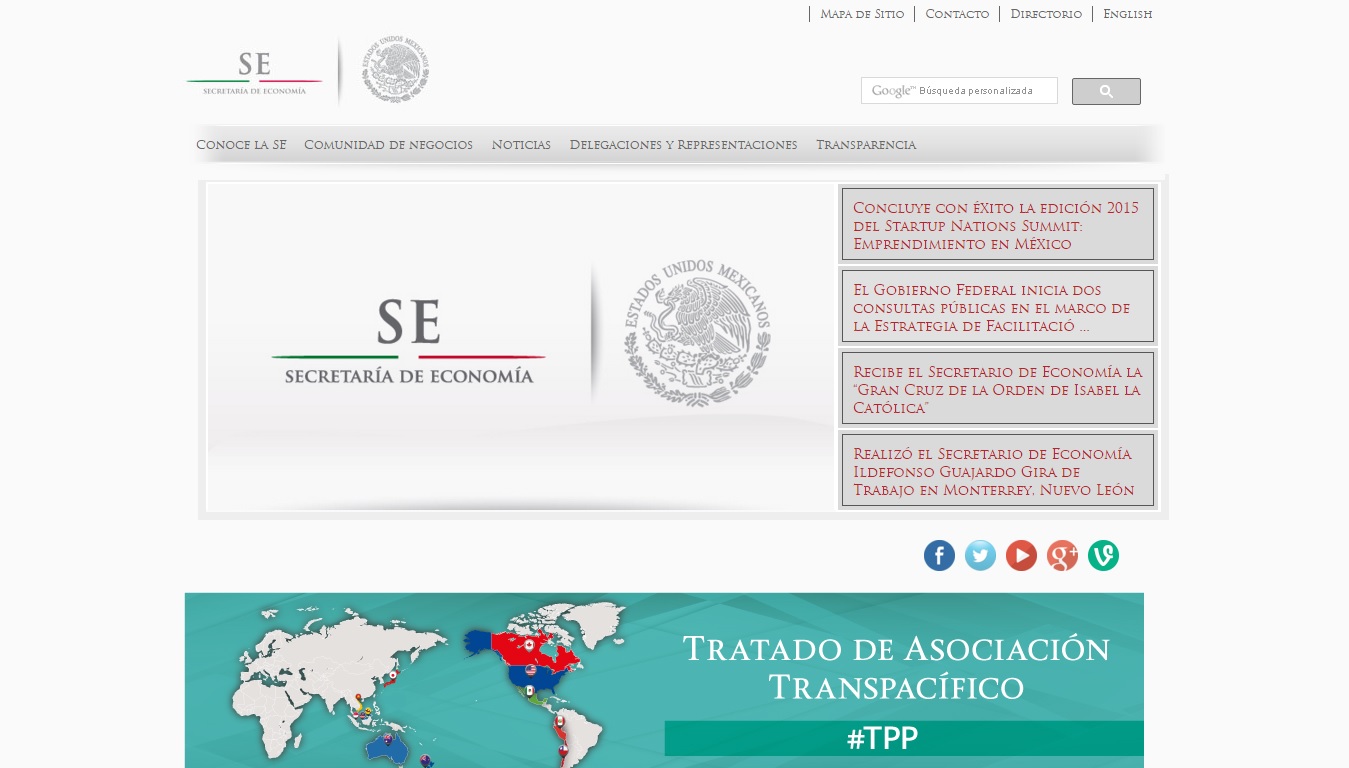 Mapa de Sitio Contacto Directorio English
SE
SECRETARÍA DE ECONOMÍA
ESTADOS UNIDOS MEXICANOS
Google™ Búsqueda personalizada
Conoce la SE Comunidad de negocios Noticias Delegaciones y Representaciones Transparencia
SE
SECRETARÍA DE ECONOMÍA
ESTADOS UNIDOS MEXICANOS
Concluye con éxito la edición 2015
del Startup Nations Summit:
Emprendimiento en México
El Gobierno Federal inicia dos
consultas públicas en el marco de
la Estrategia de Facilitació ...
Recibe el Secretario de Economía la
“Gran Cruz de la Orden de Isabel la
Católica”
Realizó el Secretario de Economía
Ildefonso Guajardo Gira de
Trabajo en Monterrey, Nuevo León
Tratado de Asociación
Transpacífico
#TPP